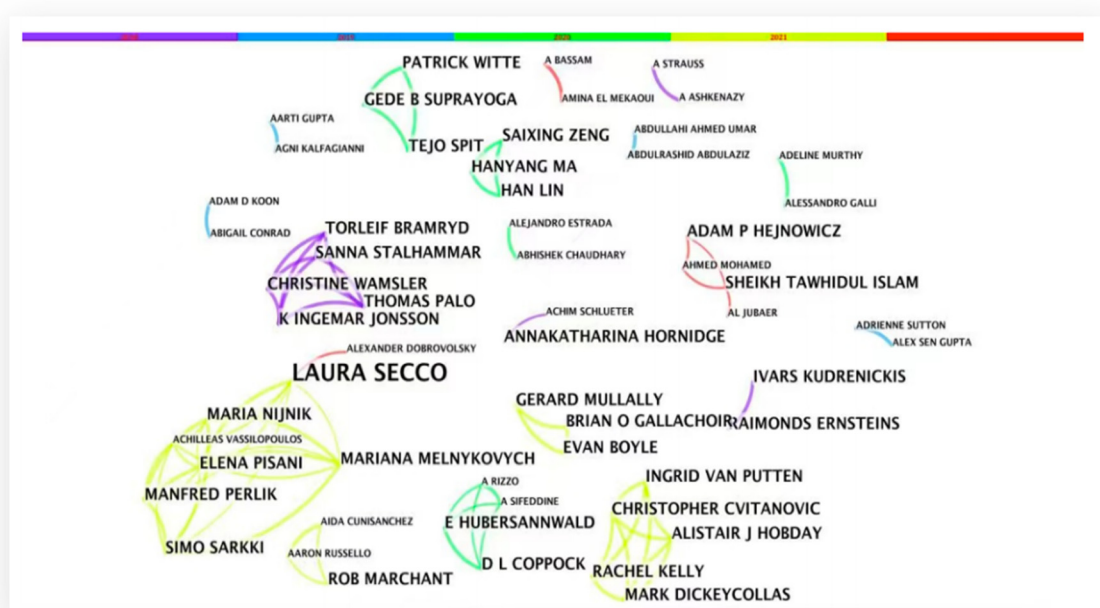 2018 2019 2020 2021
PATRICK WITTE
A BASSAM
A STRAUSS
GEDE B SUPRAYOGA
AMINA EL MEKAOUI
A ASHKENAZY
AARTI GUPTA
AGNI KALFAGIANNI
TEJO SPIT
SAIXING ZENG
ABDULLAHI AHMED UMAR
ABDULRASHID ABDULAZIZ
ADELINE MURTHY
HANYANG MA
HAN LIN
ALESSANDRO GALLI
ADAM D KOON
ABIGAIL CONRAD
TORLEIF BRAMRYD
ALEJANDRO ESTRADA
ADAM P HEJNOWICZ
SANNA STALHAMMAR
ABHISHEK CHAUDHARY
AHMED MOHAMED
CHRISTINE WAMSLER
SHEIKH TAWHIDUL ISLAM
THOMAS PALO
K INGEMAR JONSSON
ACHIM SCHLUETER
AL JUBAER
ANNAKATHARINA HORNIDGE
ADRIENNE SUTTON
ALEX SEN GUPTA
ALEXANDER DOBROVOLSKY
LAURA SECCO
IVARS KUDRENICKIS
GERARD MULLALLY
MARIA NIJNIK
BRIAN O GALLACHOIR
RAIMONDS ERNSTEINS
ACHILLEAS VASSILOPOULOS
EVAN BOYLE
ELENA PISANI
MARIANA MELNYKOVYCH
INGRID VAN PUTTEN
A RIZZO
MANFRED PERLIK
A SIFEDDINE
CHRISTOPHER CVITANOVIC
AIDA CUNISANCHEZ
E HUBERSANNWALD
ALISTAIR J HOBDAY
SIMO SARKKI
AARON RUSSELLO
D L COPPOCK
RACHEL KELLY
ROB MARCHANT
MARK DICKEYCOLLAS